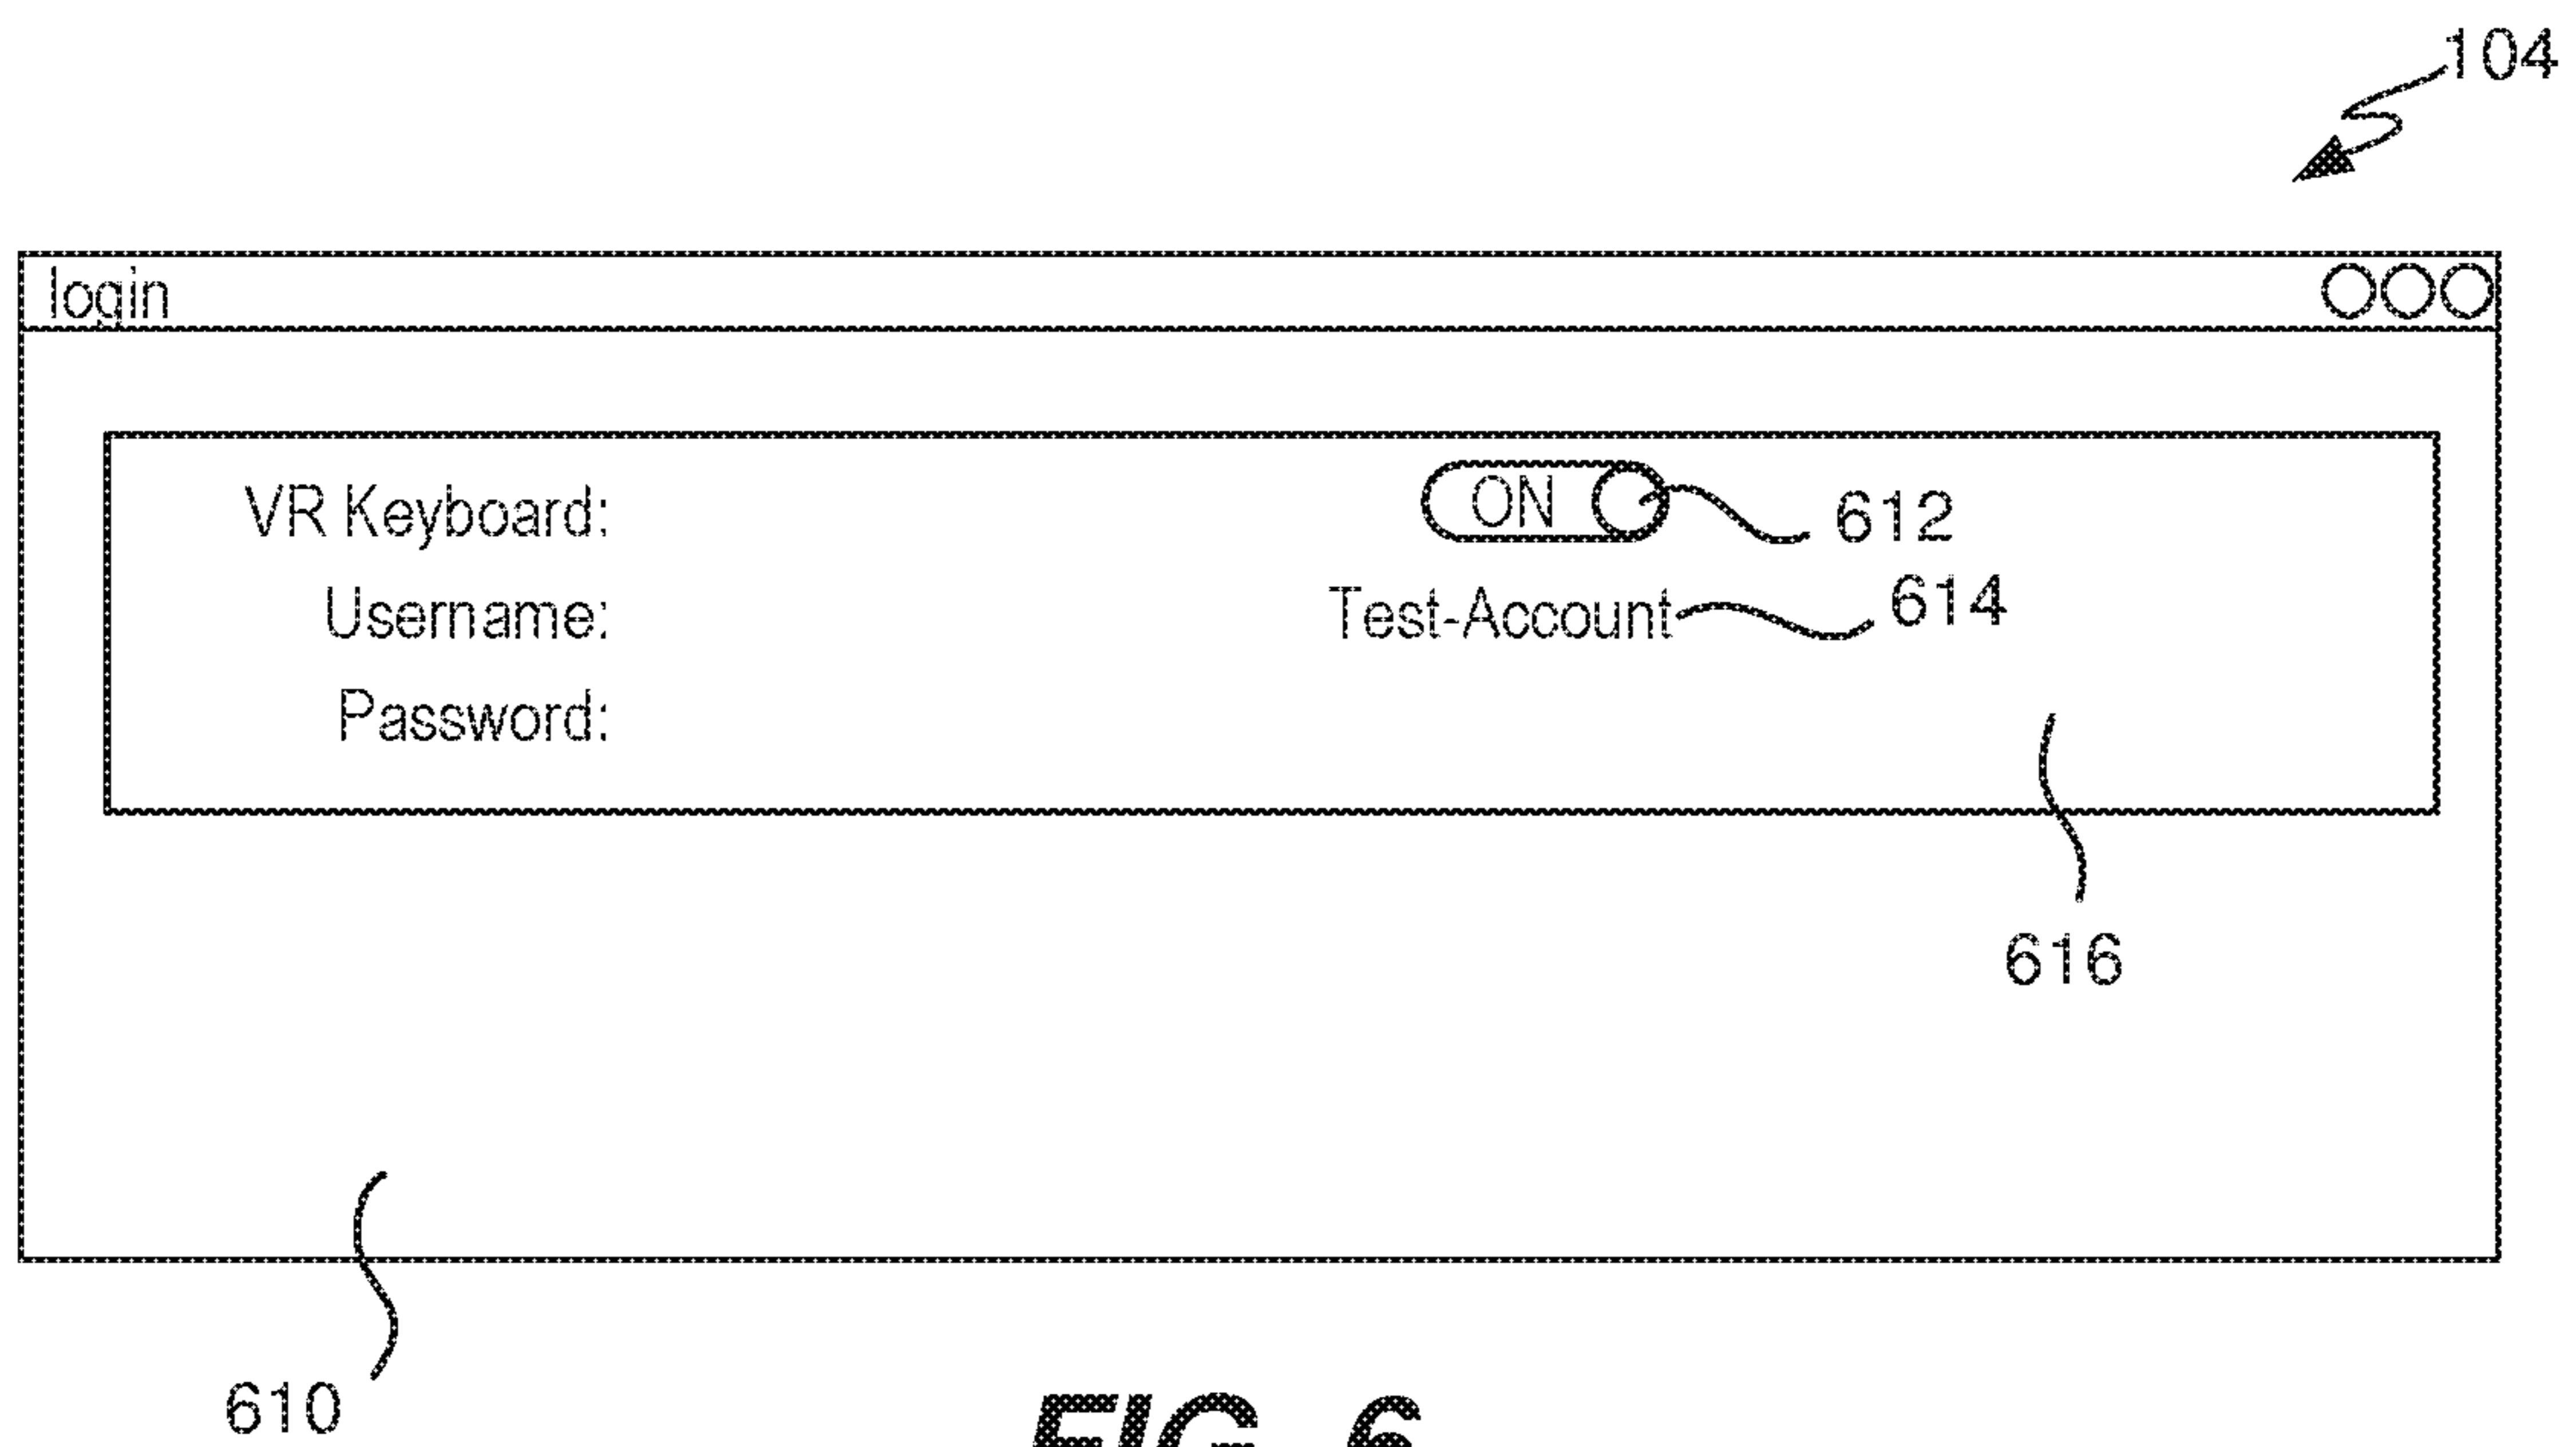 104
login
VR Keyboard: ON 612
Username: Test-Account 614
Password:
616
610
FIG. 6